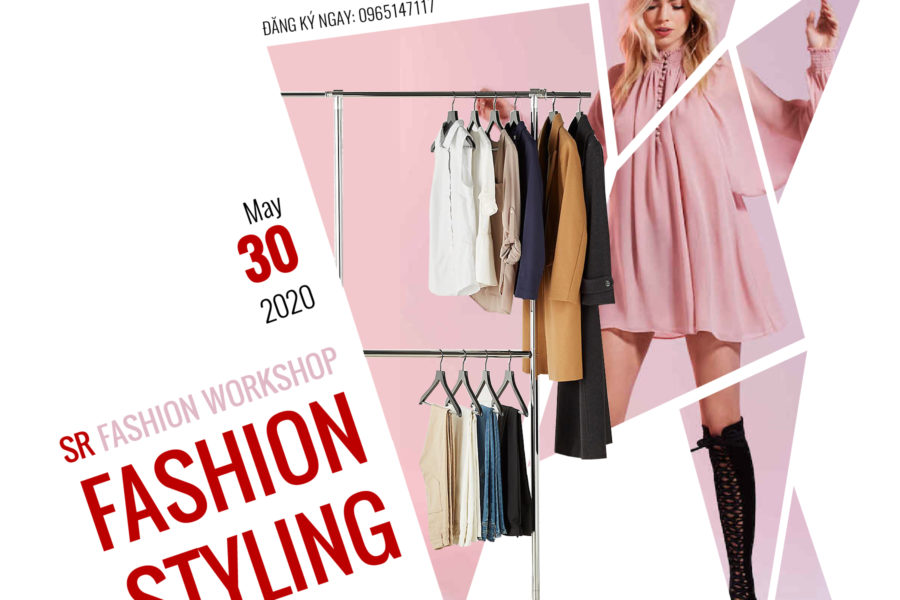 ĐĂNG KÝ NGAY: 0965147117
May
30
2020
SR FASHION WORKSHOP
FASHION
STYLING